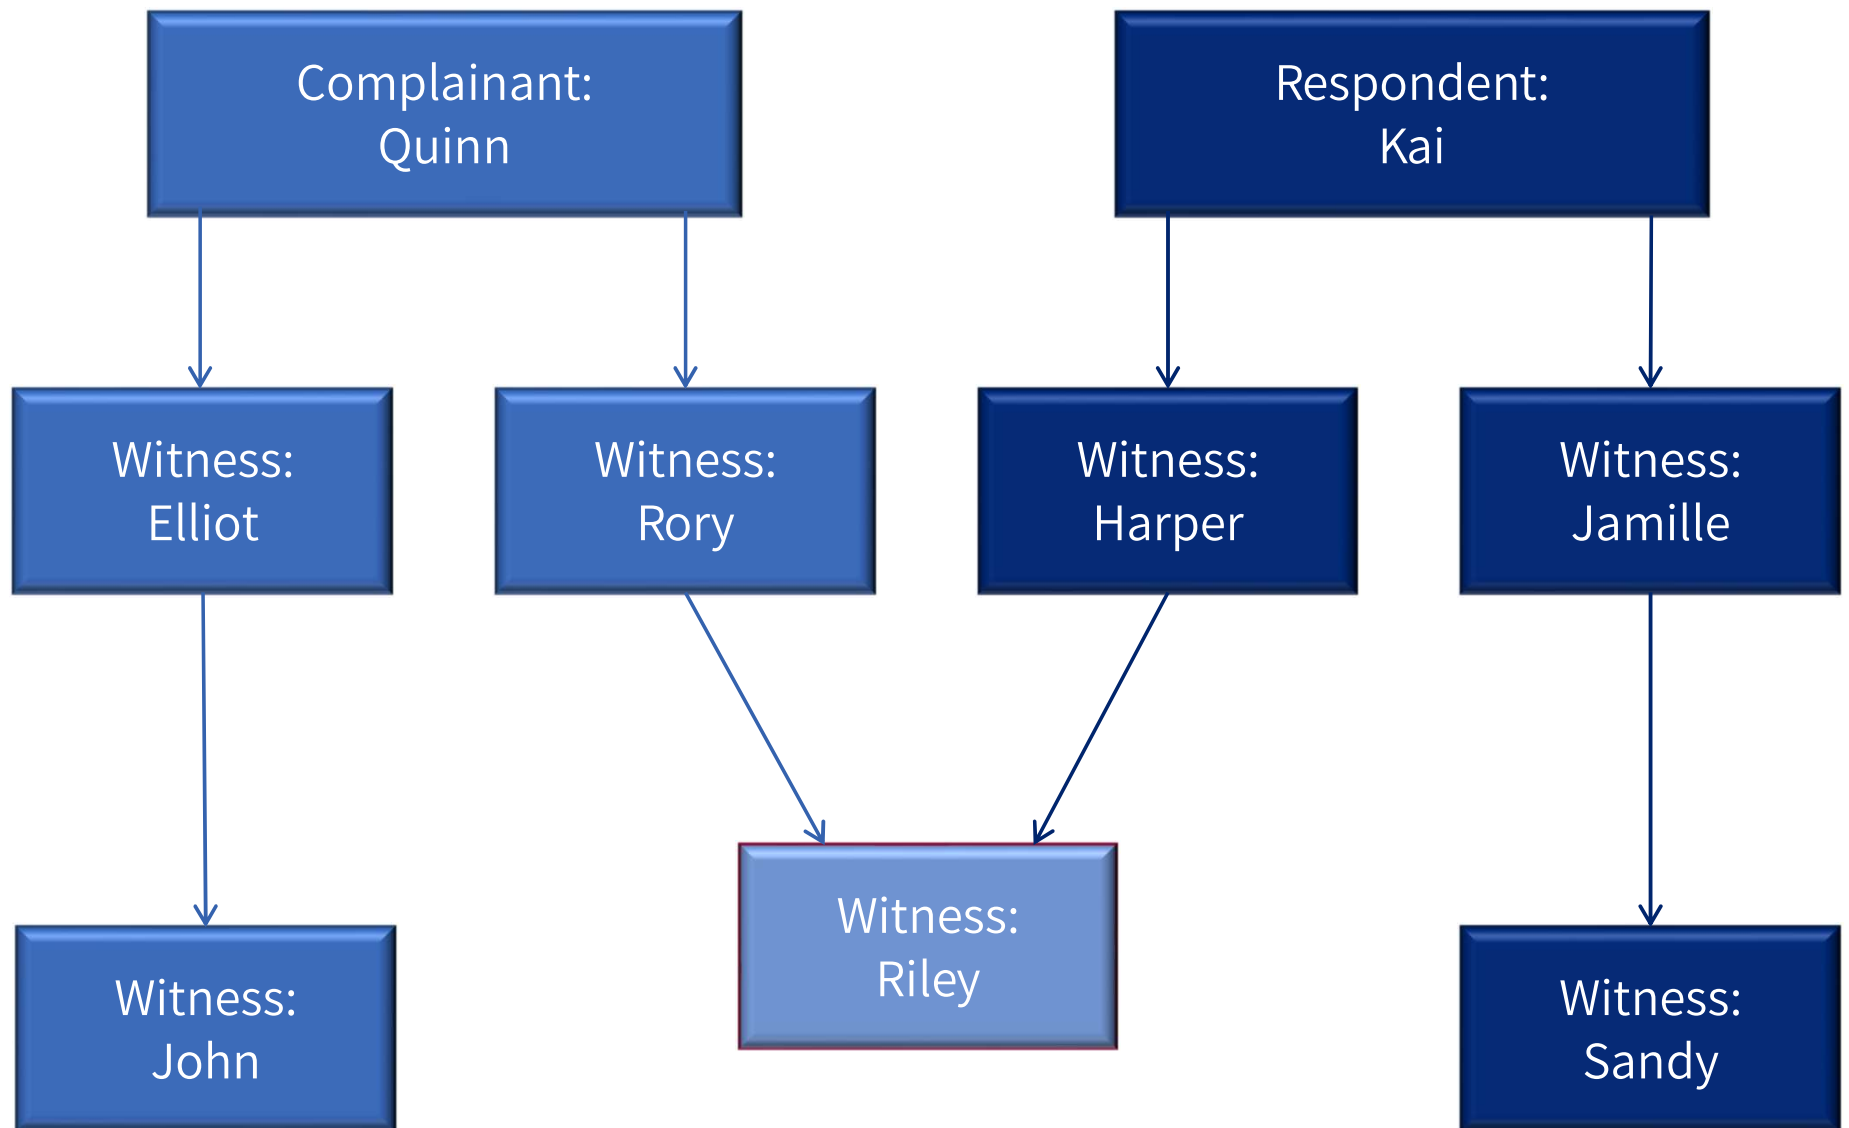 Complainant:
Quinn
Respondent:
Kai
Witness:
Elliot
Witness:
Rory
Witness:
Harper
Witness:
Jamille
Witness:
Riley
Witness:
John
Witness:
Sandy